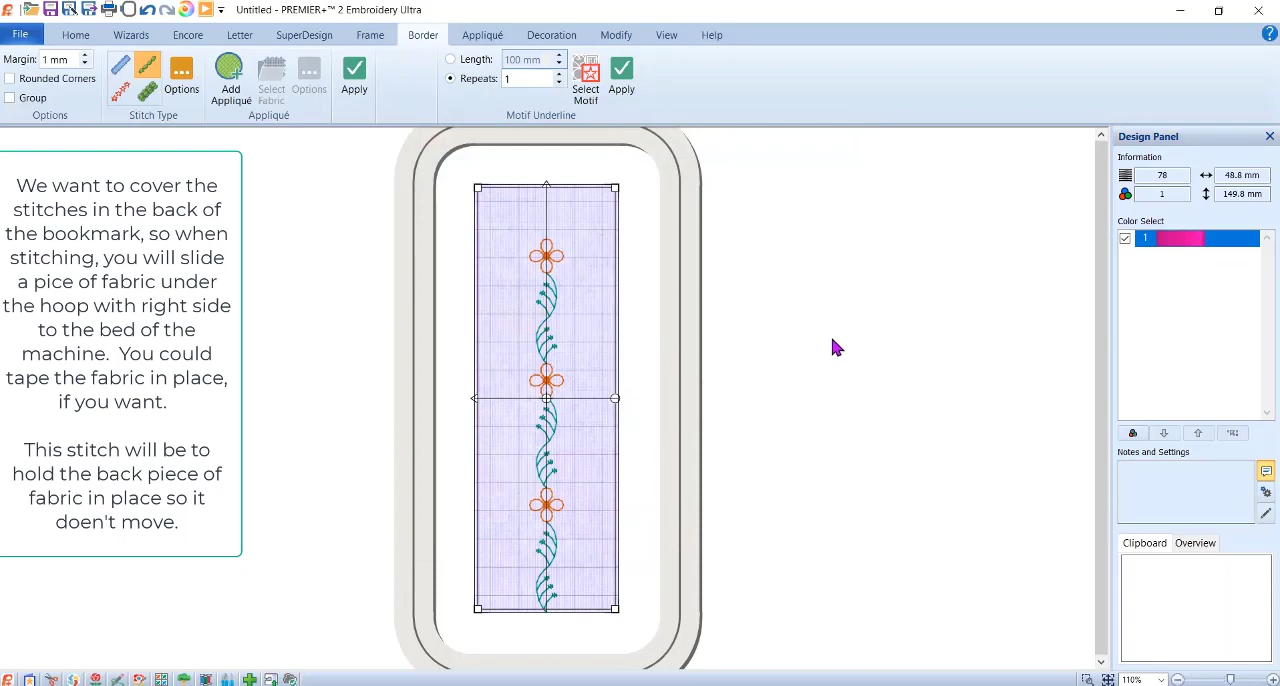 Untitled - PREMIER+™ 2 Embroidery Ultra
File Home Wizards Encore Letter SuperDesign Frame Border Appliqué Decoration Modify View Help
Margin: 1 mm
Rounded Corners
Group
Options
Options
Stitch Type
Add Appliqué
Select Fabric
Options
Appliqué
Apply
Length: 100 mm
Repeats: 1
Select Motif
Apply
Motif Underline
We want to cover the
stitches in the back of
the bookmark, so when
stitching, you will slide
a pice of fabric under
the hoop with right side
to the bed of the
machine. You could
tape the fabric in place,
if you want.
This stitch will be to
hold the back piece of
fabric in place so it
doen't move.
Design Panel
Information
78 48.8 mm
1 149.8 mm
Color Select
1
Notes and Settings
Clipboard Overview
110%